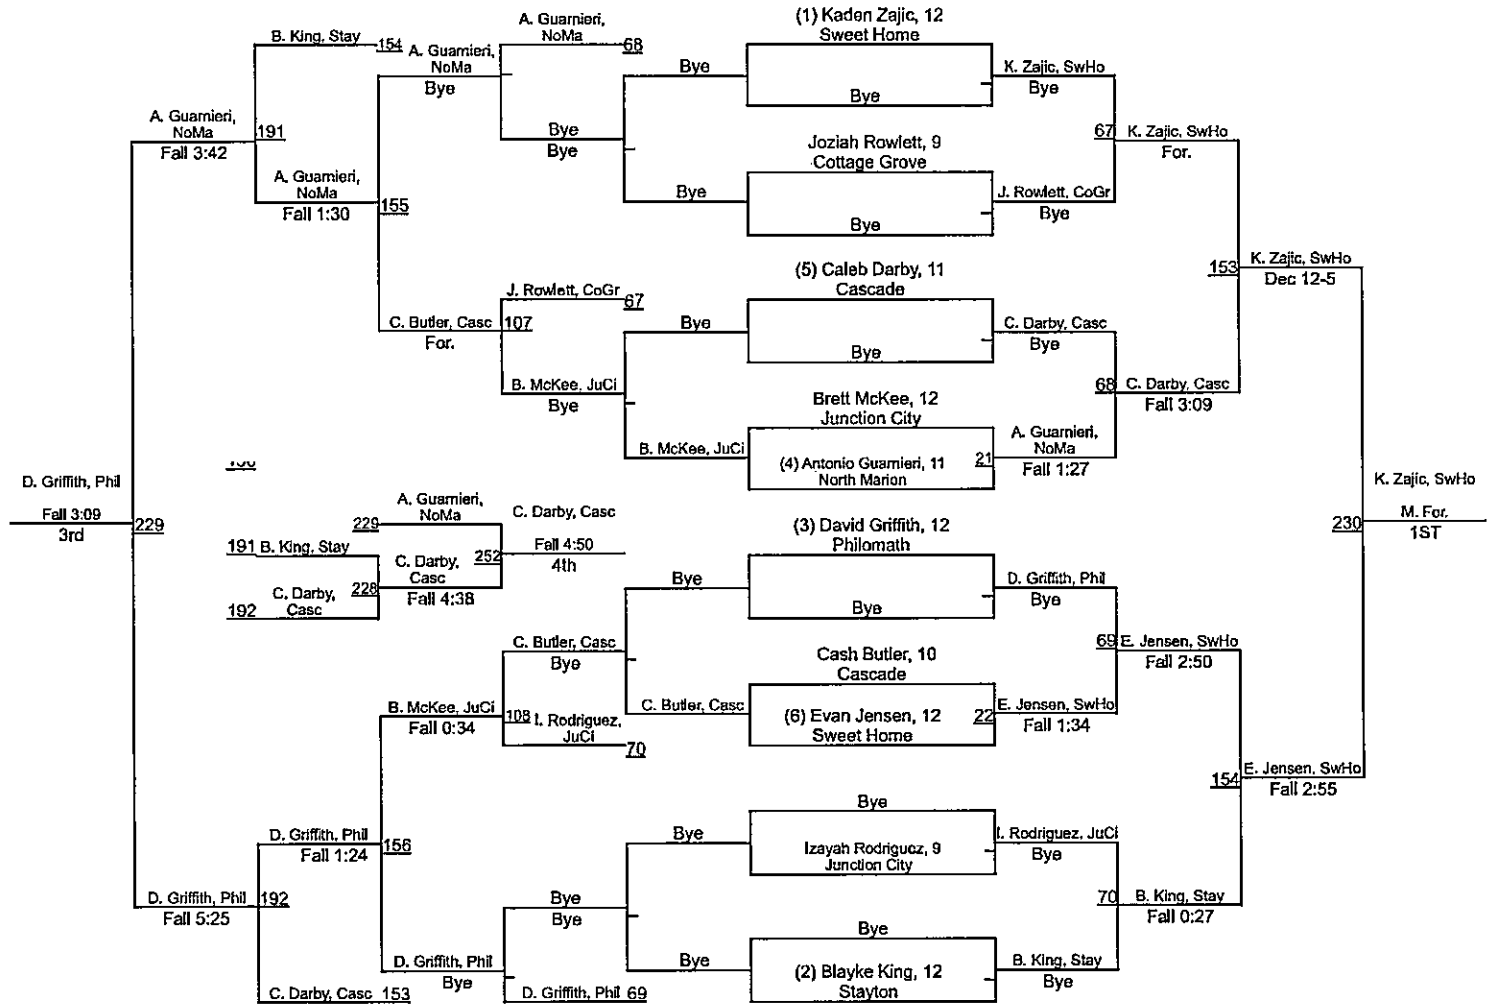 (1) Kaden Zajic, 12
Sweet Home
Bye
Joziah Rowlett, 9
Cottage Grove
Bye
(5) Caleb Darby, 11
Cascade
Bye
Brett McKee, 12
Junction City
(4) Antonio Guarnieri, 11
North Marion
21
(3) David Griffith, 12
Philomath
Bye
Cash Butler, 10
Cascade
(6) Evan Jensen, 12
Sweet Home
22
Bye
Izayah Rodriguez, 9
Junction City
Bye
(2) Blayke King, 12
Stayton
K. Zajic, SwHo
Bye
J. Rowlett, CoGr
Bye
C. Darby, Casc
Bye
A. Guarnieri,
NoMa
Fall 1:27
D. Griffith, Phil
Bye
E. Jensen, SwHo
Fall 1:34
I. Rodriguez, JuCi
Bye
B. King, Stay
Bye
67
K. Zajic, SwHo
For.
68
C. Darby, Casc
Fall 3:09
69
E. Jensen, SwHo
Fall 2:50
70
B. King, Stay
Fall 0:27
153
K. Zajic, SwHo
Dec 12-5
154
E. Jensen, SwHo
Fall 2:55
230
K. Zajic, SwHo
M. For.
1ST
Bye
Bye
Bye
B. McKee, JuCi
Bye
C. Butler, Casc
Bye
Bye
A. Guarnieri,
NoMa
68
Bye
Bye
J. Rowlett, CoGr
67
B. McKee, JuCi
Bye
C. Butler, Casc
Bye
I. Rodriguez,
JuCi
70
Bye
Bye
D. Griffith, Phil
69
A. Guarnieri,
NoMa
Bye
107
C. Butler, Casc
For.
108
B. McKee, JuCi
Fall 0:34
D. Griffith, Phil
Bye
B. King, Stay
154
155
A. Guarnieri,
NoMa
Fall 1:30
156
D. Griffith, Phil
Fall 1:24
C. Darby, Casc
153
191
A. Guarnieri,
NoMa
Fall 3:42
192
D. Griffith, Phil
Fall 5:25
229
D. Griffith, Phil
Fall 3:09
3rd
191
B. King, Stay
192
C. Darby,
Casc
228
C. Darby,
Casc
Fall 4:38
229
A. Guarnieri,
NoMa
252
C. Darby, Casc
Fall 4:50
4th